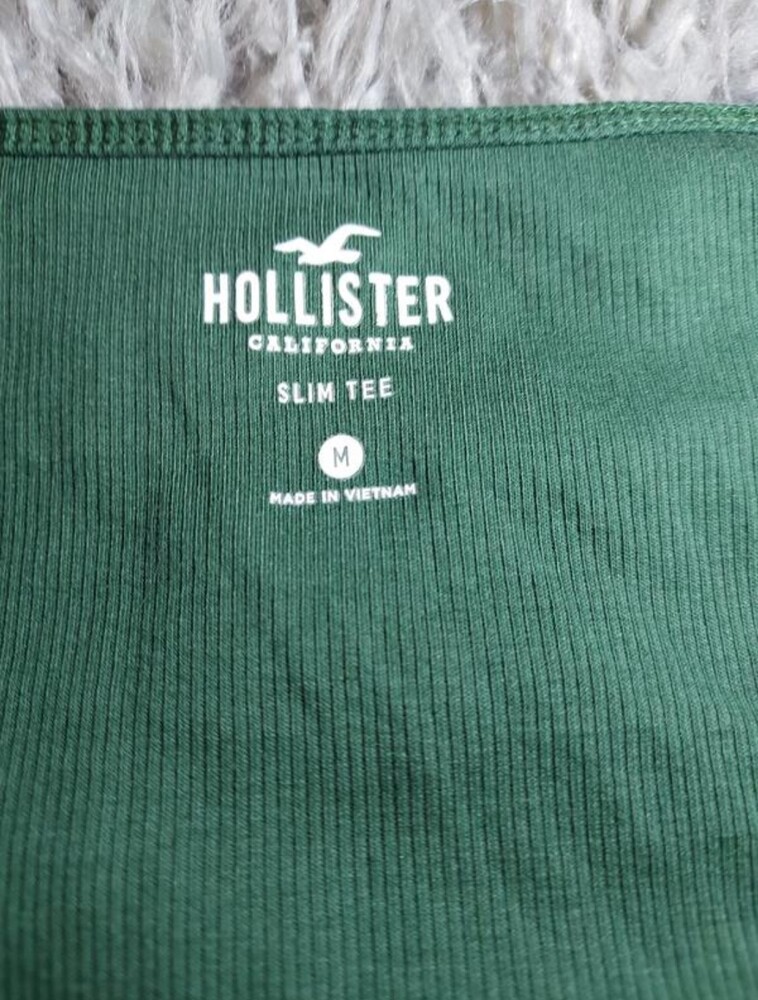 HOLLISTER
CALIFORNIA
SLIM TEE
M
MADE IN VIETNAM